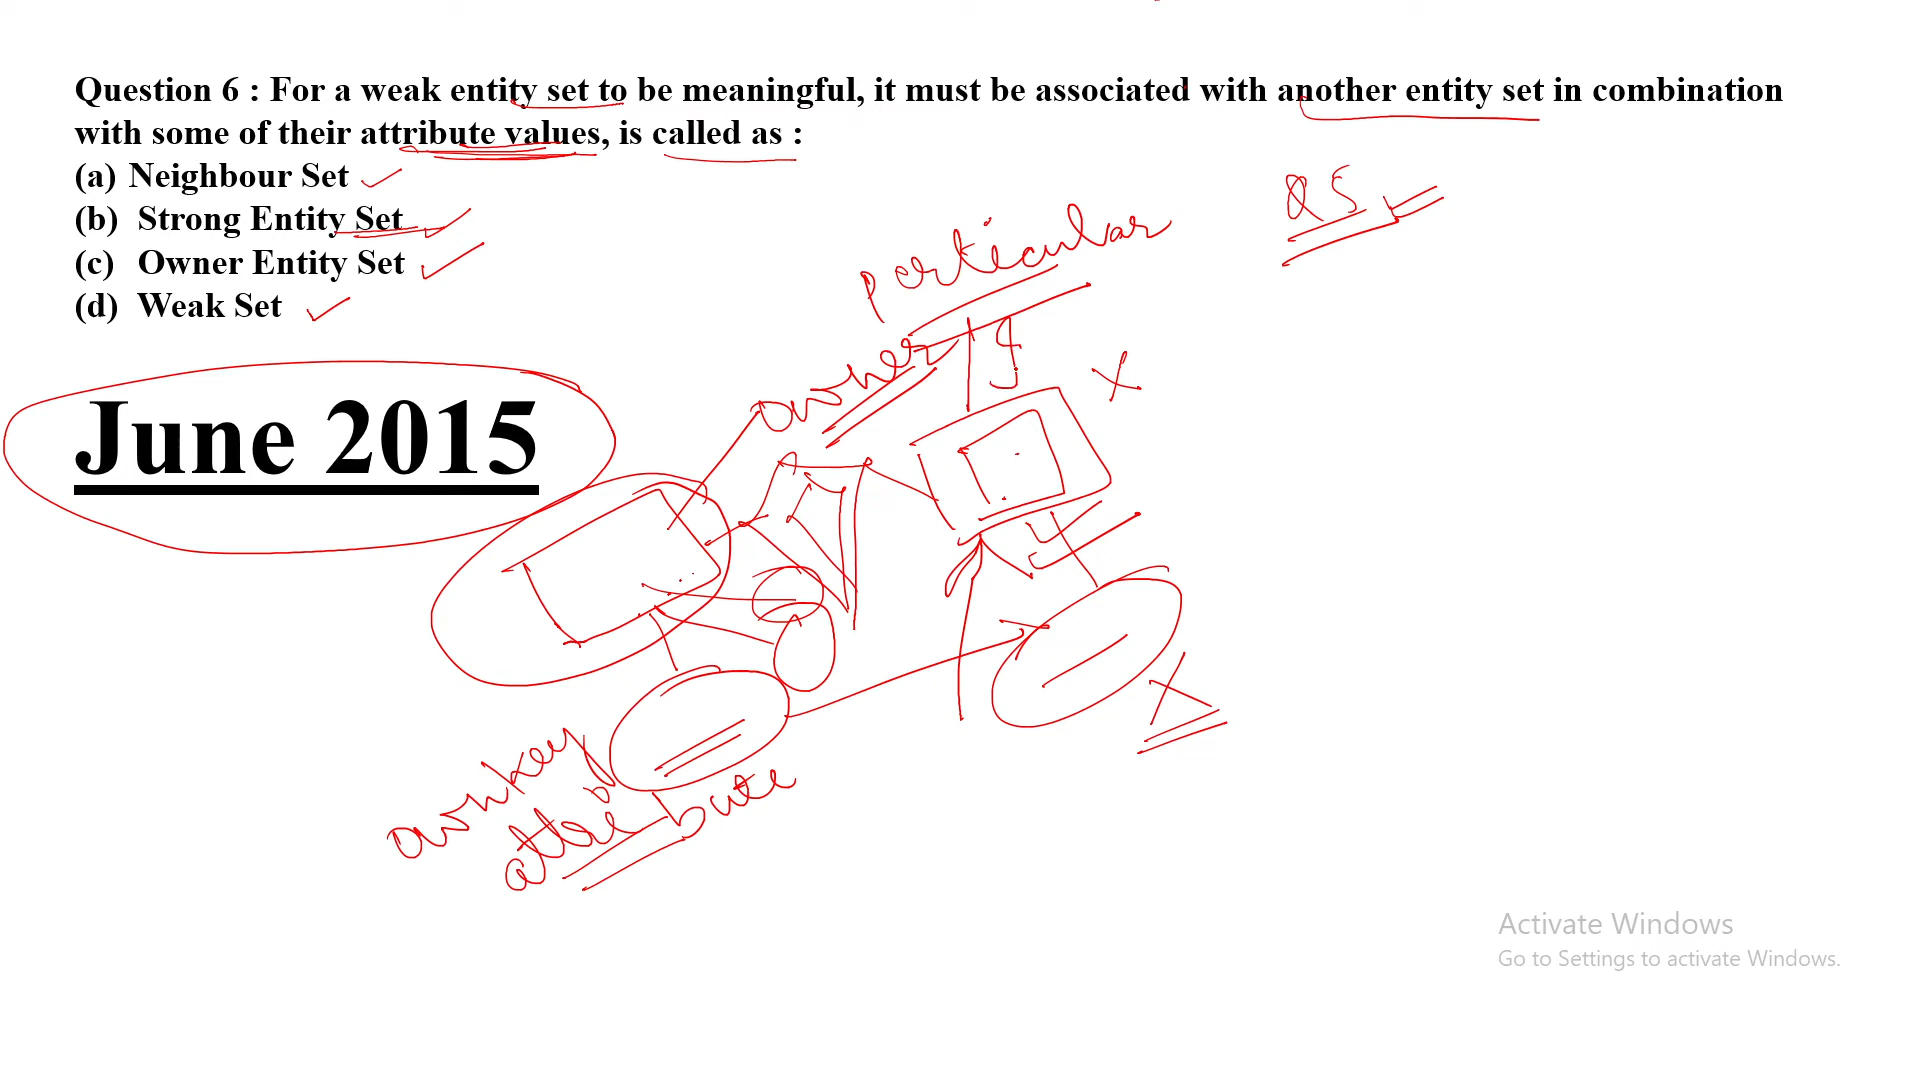 Question 6 : For a weak entity set to be meaningful, it must be associated with another entity set in combination
with some of their attribute values, is called as :
(a) Neighbour Set
(b) Strong Entity Set
(c) Owner Entity Set
(d) Weak Set
Q5
particular
owner
June 2015
attribute
Activate Windows
Go to Settings to activate Windows.